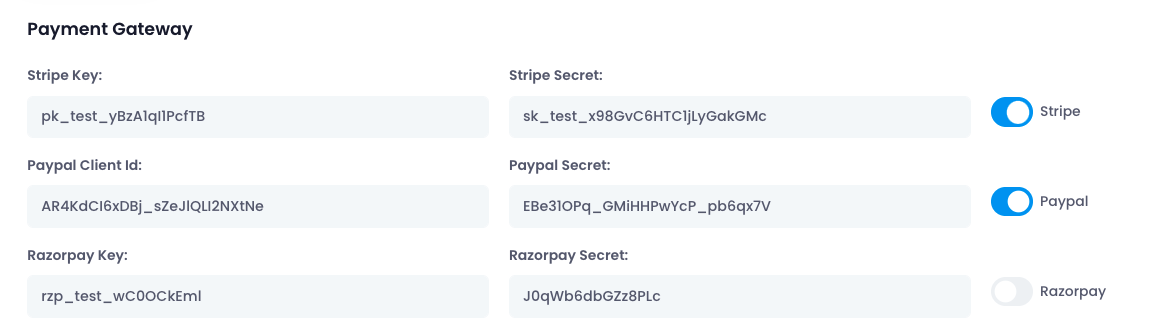 Payment Gateway
Stripe Key:
Stripe Secret:
pk_test_yBzA1qI1PcfTB
sk_test_x98GvC6HTC1jLyGakGMc
Stripe
Paypal Client Id:
Paypal Secret:
AR4KdCI6xDBj_sZeJlQLI2NXtNe
EBe31OPq_GMiHHPwYcP_pb6qx7V
Paypal
Razorpay Key:
Razorpay Secret:
rzp_test_wC0OCkEml
J0qWb6dbGZz8PLc
Razorpay